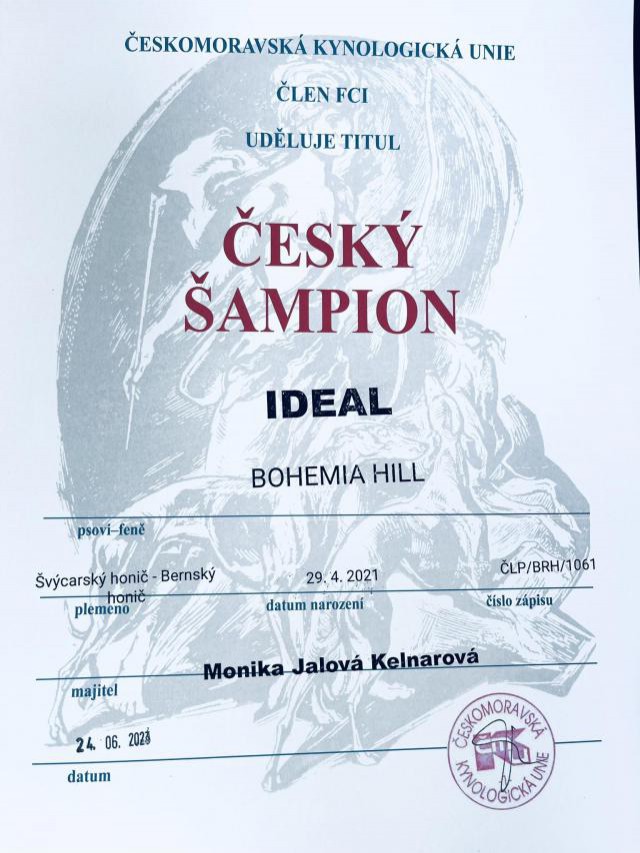 ČESKOMORAVSKÁ KYNOLOGICKÁ UNIE
ČLEN FCI
UDĚLUJE TITUL
ČESKÝ
ŠAMPION
IDEAL
BOHEMIA HILL
psovi–feně
Švýcarský honič - Bernský
honič
29. 4. 2021
ČLP/BRH/1061
plemeno
datum narození
číslo zápisu
Monika Jalová Kelnarová
majitel
24. 06. 2023
datum
ČESKOMORAVSKÁ
KYNOLOGICKÁ UNIE